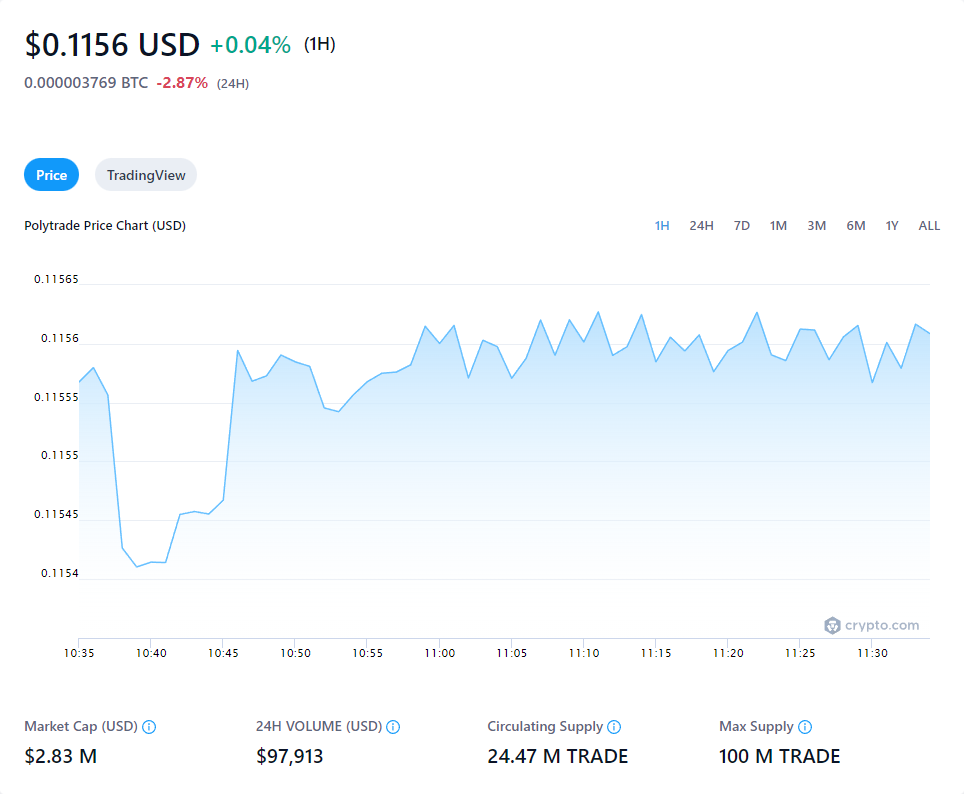 $0.1156 USD +0.04% (1H)
0.000003769 BTC -2.87% (24H)
Price TradingView
Polytrade Price Chart (USD) 1H 24H 7D 1M 3M 6M 1Y ALL
0.11565
0.1156
0.11555
0.1155
0.11545
0.1154
crypto.com
10:35 10:40 10:45 10:50 10:55 11:00 11:05 11:10 11:15 11:20 11:25 11:30
Market Cap (USD) 24H VOLUME (USD) Circulating Supply Max Supply
$2.83 M $97,913 24.47 M TRADE 100 M TRADE